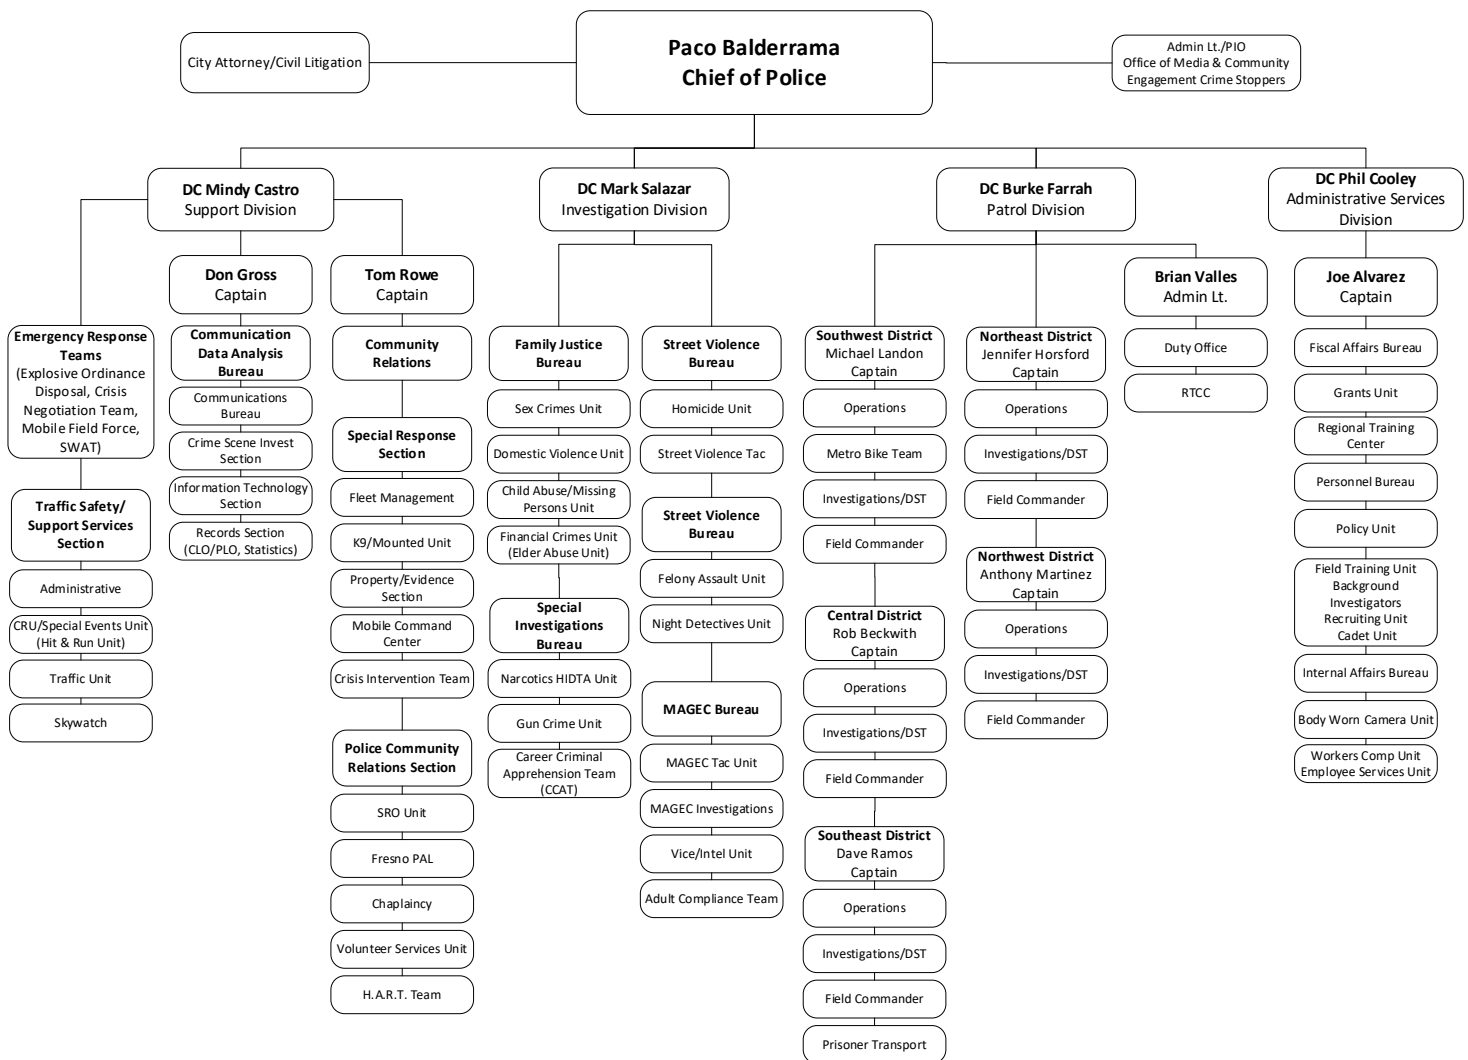 Paco Balderrama
Chief of Police
City Attorney/Civil Litigation
Admin Lt./PIO
Office of Media & Community
Engagement Crime Stoppers
DC Mindy Castro
Support Division
DC Mark Salazar
Investigation Division
DC Burke Farrah
Patrol Division
DC Phil Cooley
Administrative Services
Division
Emergency Response
Teams
(Explosive Ordinance
Disposal, Crisis
Negotiation Team,
Mobile Field Force,
SWAT)
Traffic Safety/
Support Services
Section
Administrative
CRU/Special Events Unit
(Hit & Run Unit)
Traffic Unit
Skywatch
Don Gross
Captain
Communication
Data Analysis
Bureau
Communications
Bureau
Crime Scene Invest
Section
Information Technology
Section
Records Section
(CLO/PLO, Statistics)
Tom Rowe
Captain
Community
Relations
Special Response
Section
Fleet Management
K9/Mounted Unit
Property/Evidence
Section
Mobile Command
Center
Crisis Intervention Team
Police Community
Relations Section
SRO Unit
Fresno PAL
Chaplaincy
Volunteer Services Unit
H.A.R.T. Team
Family Justice
Bureau
Sex Crimes Unit
Domestic Violence Unit
Child Abuse/Missing
Persons Unit
Financial Crimes Unit
(Elder Abuse Unit)
Special
Investigations
Bureau
Narcotics HIDTA Unit
Gun Crime Unit
Career Criminal
Apprehension Team
(CCAT)
Street Violence
Bureau
Homicide Unit
Street Violence Tac
Street Violence
Bureau
Felony Assault Unit
Night Detectives Unit
MAGEC Bureau
MAGEC Tac Unit
MAGEC Investigations
Vice/Intel Unit
Adult Compliance Team
Southwest District
Michael Landon
Captain
Operations
Metro Bike Team
Investigations/DST
Field Commander
Central District
Rob Beckwith
Captain
Operations
Investigations/DST
Field Commander
Southeast District
Dave Ramos
Captain
Operations
Investigations/DST
Field Commander
Prisoner Transport
Northeast District
Jennifer Horsford
Captain
Operations
Investigations/DST
Field Commander
Northwest District
Anthony Martinez
Captain
Operations
Investigations/DST
Field Commander
Brian Valles
Admin Lt.
Duty Office
RTCC
Joe Alvarez
Captain
Fiscal Affairs Bureau
Grants Unit
Regional Training
Center
Personnel Bureau
Policy Unit
Field Training Unit
Background
Investigators
Recruiting Unit
Cadet Unit
Internal Affairs Bureau
Body Worn Camera Unit
Workers Comp Unit
Employee Services Unit